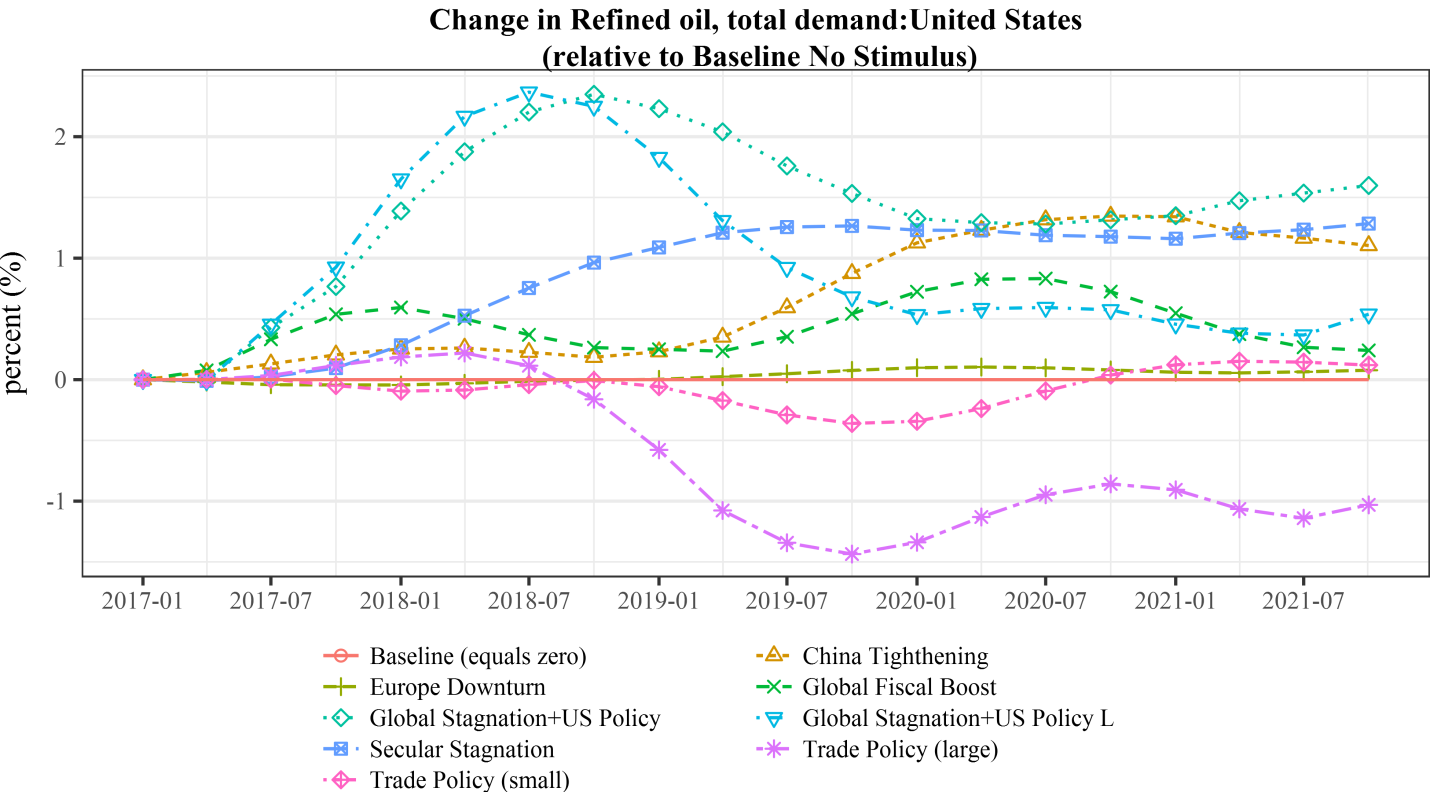 Change in Refined oil, total demand:United States
(relative to Baseline No Stimulus)
percent (%)
2
1
0
-1
2017-01 2017-07 2018-01 2018-07 2019-01 2019-07 2020-01 2020-07 2021-01 2021-07
Baseline (equals zero) China Tighthening
Europe Downturn Global Fiscal Boost
Global Stagnation+US Policy Global Stagnation+US Policy L
Secular Stagnation Trade Policy (large)
Trade Policy (small)